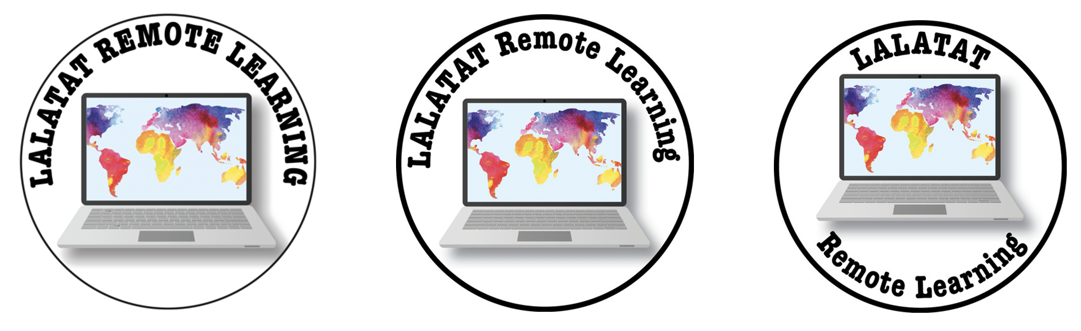 LALATAT REMOTE LEARNING
LALATAT Remote Learning
LALATAT
Remote Learning